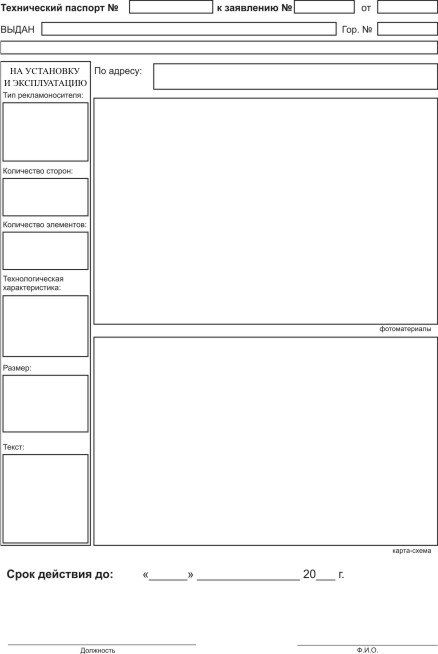 Технический паспорт № к заявлению № от
ВЫДАН Гор. №
НА УСТАНОВКУ
И ЭКСПЛУАТАЦИЮ
По адресу:
Тип рекламоносителя:
Количество сторон:
Количество элементов:
Технологическая
характеристика:
фотоматериалы
Размер:
Текст:
карта-схема
Срок действия до: «______» _________________ 20___ г.
Должность Ф.И.О.